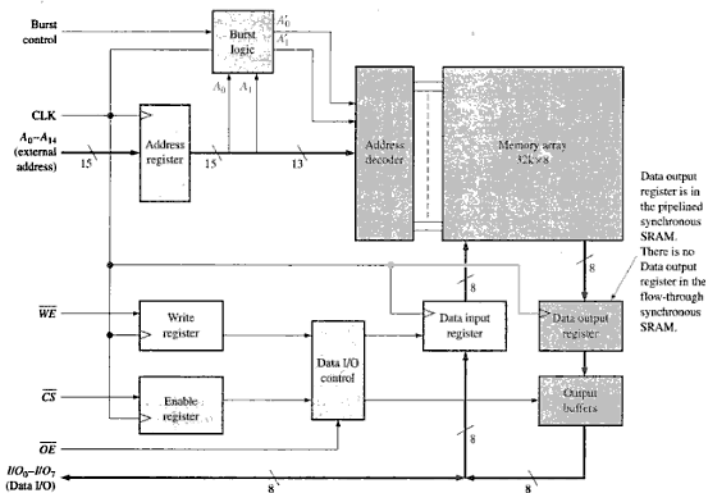 Burst
control
Burst
logic
A′0
A′1
A0
A1
CLK
A0–A14
(external
address)
15
Address
register
15
13
Address
decoder
Memory array
32k×8
Data output
register is in
the pipelined
synchronous
SRAM.
There is no
Data output
register in the
flow-through
synchronous
SRAM.
8
8
WE
Write
register
Data input
register
Data output
register
Data I/O
control
CS
Enable
register
Output
buffers
OE
8
I/O0–I/O7
(Data I/O)
8
8